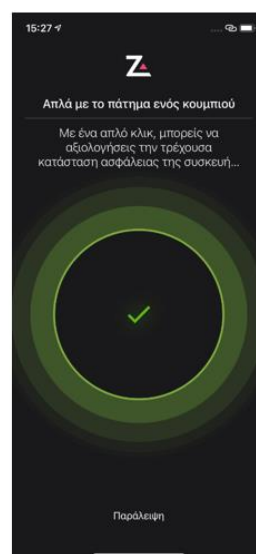 15:27
Z
Απλά με το πάτημα ενός κουμπιού
Με ένα απλό κλικ, μπορείς να
αξιολογήσεις την τρέχουσα
κατάσταση ασφάλειας της συσκευή...
Παράλειψη